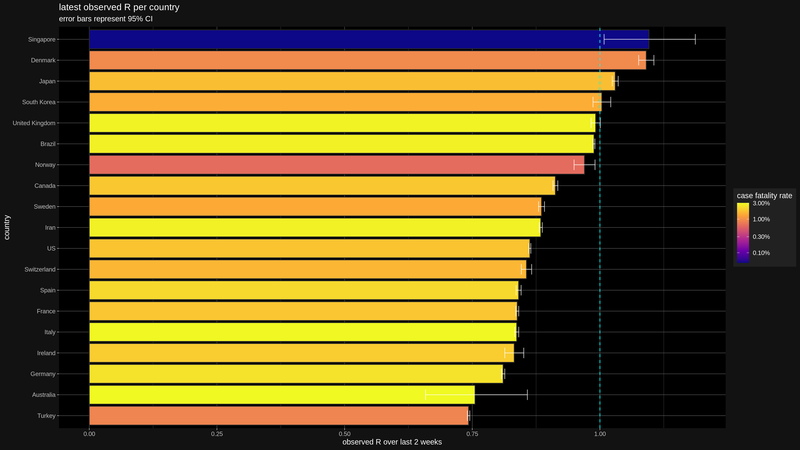 latest observed R per country
error bars represent 95% CI
Singapore
Denmark
Japan
South Korea
United Kingdom
Brazil
Norway
Canada
Sweden
Iran
US
Switzerland
Spain
France
Italy
Ireland
Germany
Australia
Turkey
country
0.00
0.25
0.50
0.75
1.00
observed R over last 2 weeks
case fatality rate
3.00%
1.00%
0.30%
0.10%